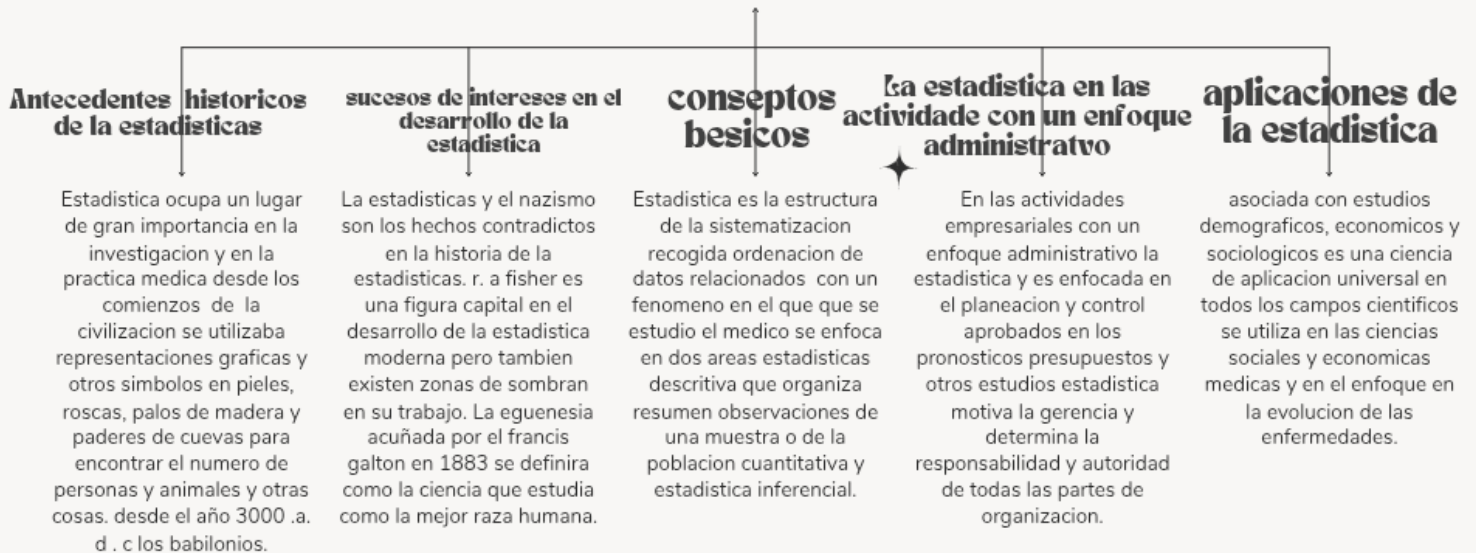 Antecedentes historicos
de la estadisticas
Estadistica ocupa un lugar
de gran importancia en la
investigacion y en la
practica medica desde los
comienzos de la
civilizacion se utilizaba
representaciones graficas y
otros simbolos en pieles,
roscas, palos de madera y
paderes de cuevas para
encontrar el numero de
personas y animales y otras
cosas. desde el año 3000 .a.
d . c los babilonios.
sucesos de intereses en el
desarrollo de la
estadistica
La estadisticas y el nazismo
son los hechos contradictos
en la historia de la
estadisticas. r. a fisher es
una figura capital en el
desarrollo de la estadistica
moderna pero tambien
existen zonas de sombran
en su trabajo. La eguenesia
acuñada por el francis
galton en 1883 se definira
como la ciencia que estudia
como la mejor raza humana.
conseptos
besicos
Estadistica es la estructura
de la sistematizacion
recogida ordenacion de
datos relacionados con un
fenomeno en el que que se
estudio el medico se enfoca
en dos areas estadisticas
descritiva que organiza
resumen observaciones de
una muestra o de la
poblacion cuantitativa y
estadistica inferencial.
La estadistica en las
actividade con un enfoque
administratvo
En las actividades
empresariales con un
enfoque administrativo la
estadistica y es enfocada en
el planeacion y control
aprobados en los
pronosticos presupuestos y
otros estudios estadistica
motiva la gerencia y
determina la
responsabilidad y autoridad
de todas las partes de
organizacion.
aplicaciones de
la estadistica
asociada con estudios
demograficos, economicos y
sociologicos es una ciencia
de aplicacion universal en
todos los campos cientificos
se utiliza en las ciencias
sociales y economicas
medicas y en el enfoque en
la evolucion de las
enfermedades.